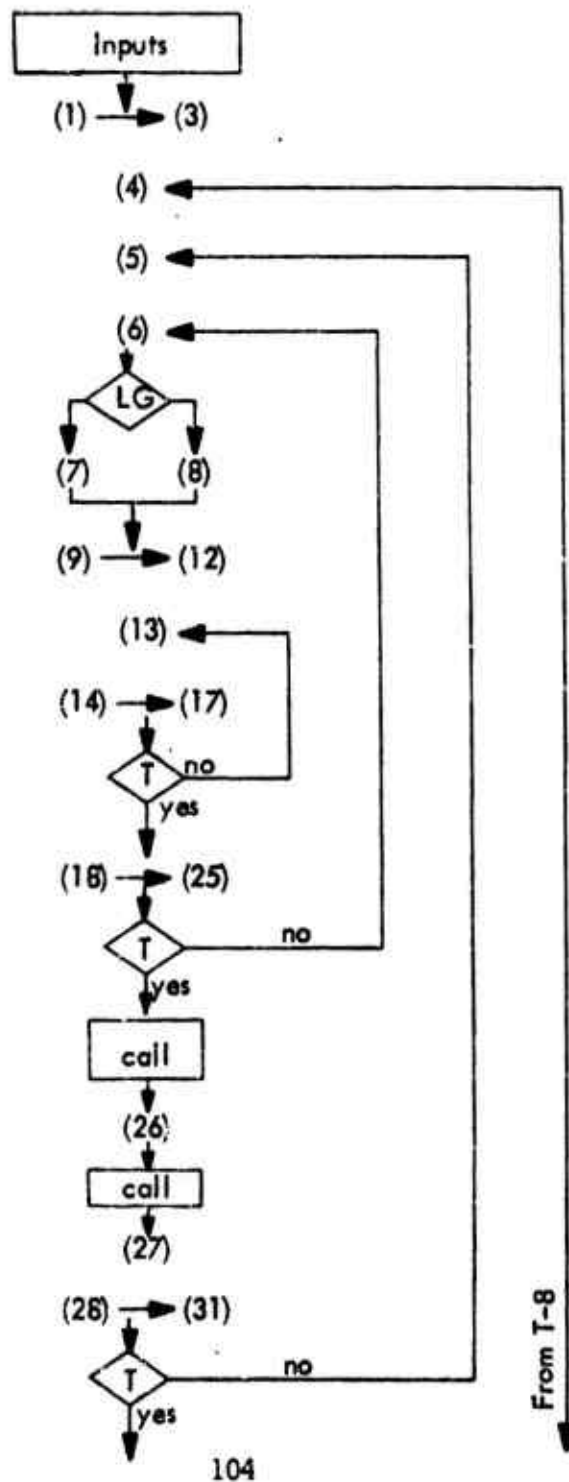 Inputs
(1) (3)
(4)
(5)
(6)
LG
(7) (8)
(9) (12)
(13)
(14) (17)
T no
yes
(18) (25)
T no
yes
call
(26)
call
(27)
(28) (31)
T no
yes
From T-8
104